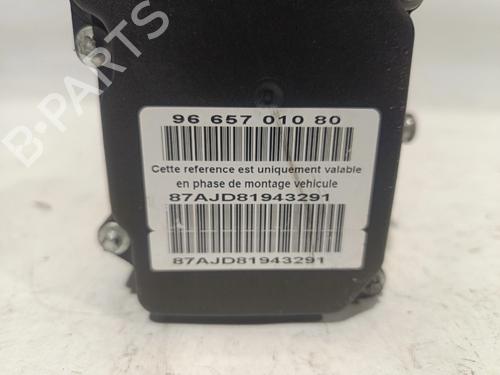 B-PARTS
96 657 010 80
Cette reference est uniquement valable
en phase de montage vehicule
87AJD81943291
87AJD81943291